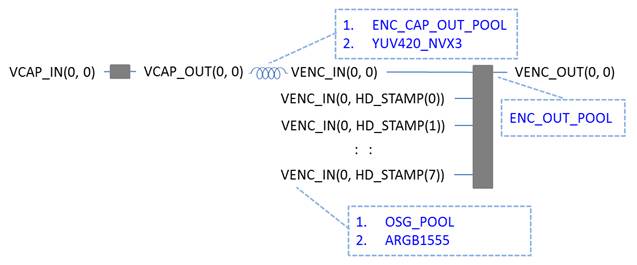 1. ENC_CAP_OUT_POOL
2. YUV420_NVX3
VCAP_IN(0, 0) VCAP_OUT(0, 0) VENC_IN(0, 0) VENC_OUT(0, 0)
VENC_IN(0, HD_STAMP(0))
ENC_OUT_POOL
VENC_IN(0, HD_STAMP(1))
: :
VENC_IN(0, HD_STAMP(7))
1. OSG_POOL
2. ARGB1555